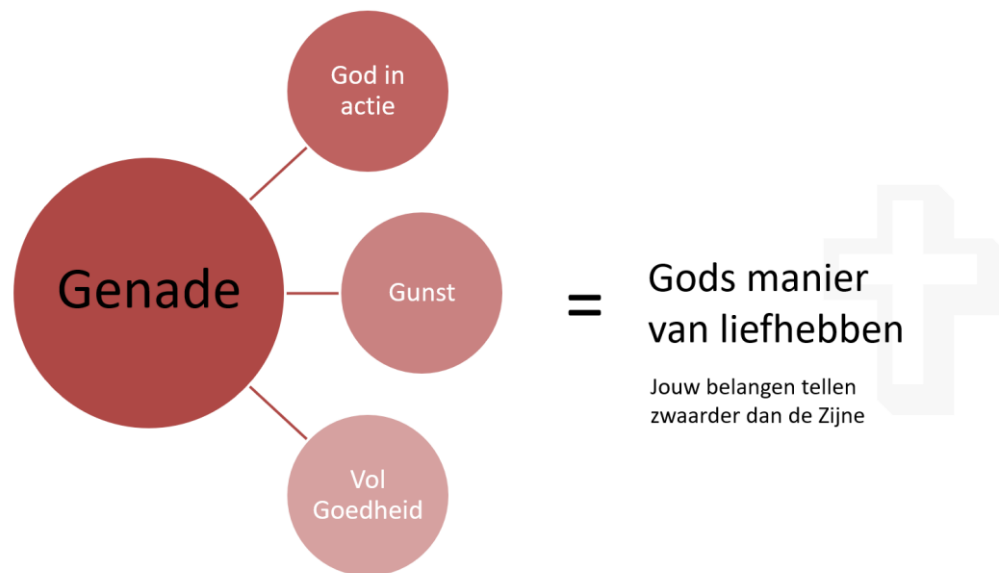 God in
actie
Genade
Gunst
=
Gods manier
van liefhebben
Jouw belangen tellen
zwaarder dan de Zijne
Vol
Goedheid